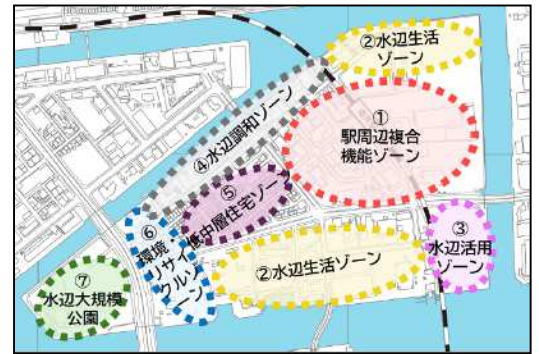 ②水辺生活
ゾーン
①
駅周辺複合
機能ゾーン
④水辺調和ゾーン
⑤
低中層住宅ゾーン
⑥
環境・
リサイ
クルゾ
ーン
③
水辺活用
ゾーン
②水辺生活ゾーン
⑦
水辺大規模
公園